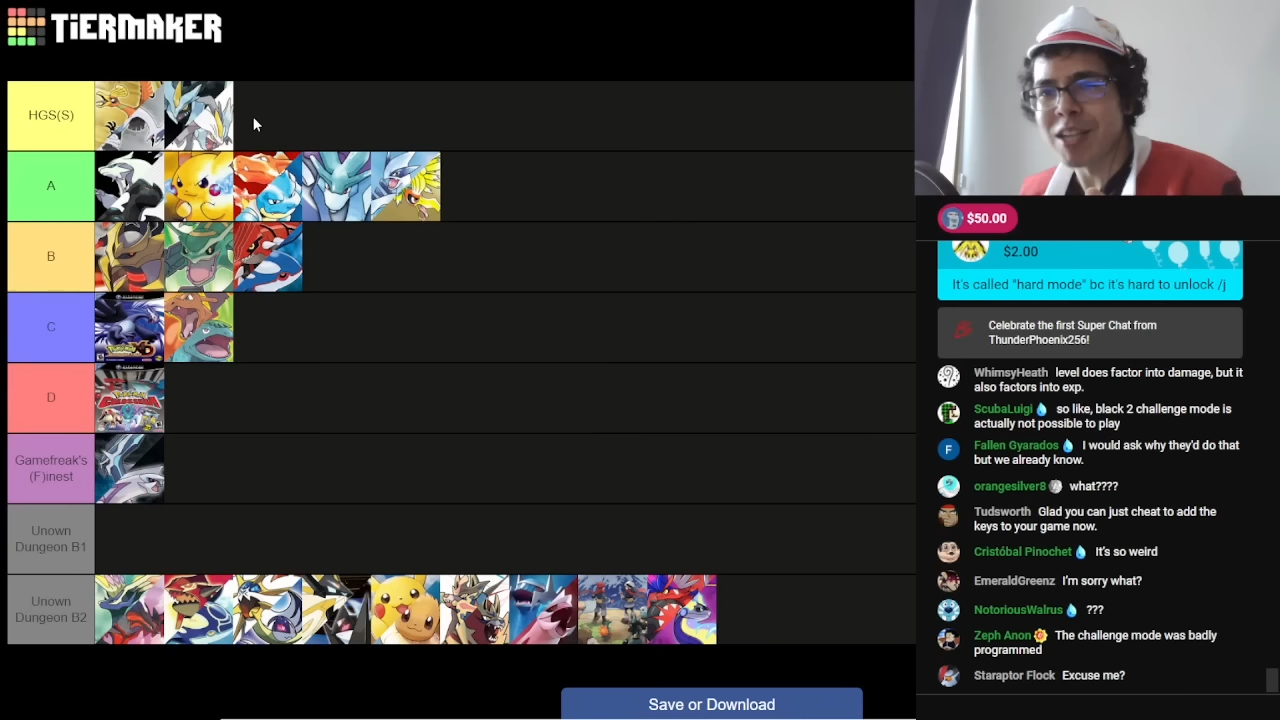 TiERMAKER
HGS(S)
A
B
C
D
Gamefreak's
(F)inest
Unown
Dungeon B1
Unown
Dungeon B2
Save or Download
$50.00
$2.00
It's called "hard mode" bc it's hard to unlock /j
Celebrate the first Super Chat from
ThunderPhoenix256!
WhimsyHeath level does factor into damage, but it
also factors into exp.
ScubaLuigi so like, black 2 challenge mode is
actually not possible to play
F
Fallen Gyarados I would ask why they'd do that
but we already know.
orangesilver8 what????
Tudsworth Glad you can just cheat to add the
keys to your game now.
Cristóbal Pinochet It's so weird
EmeraldGreenz I'm sorry what?
NotoriousWalrus ???
Zeph Anon The challenge mode was badly
programmed
Staraptor Flock Excuse me?